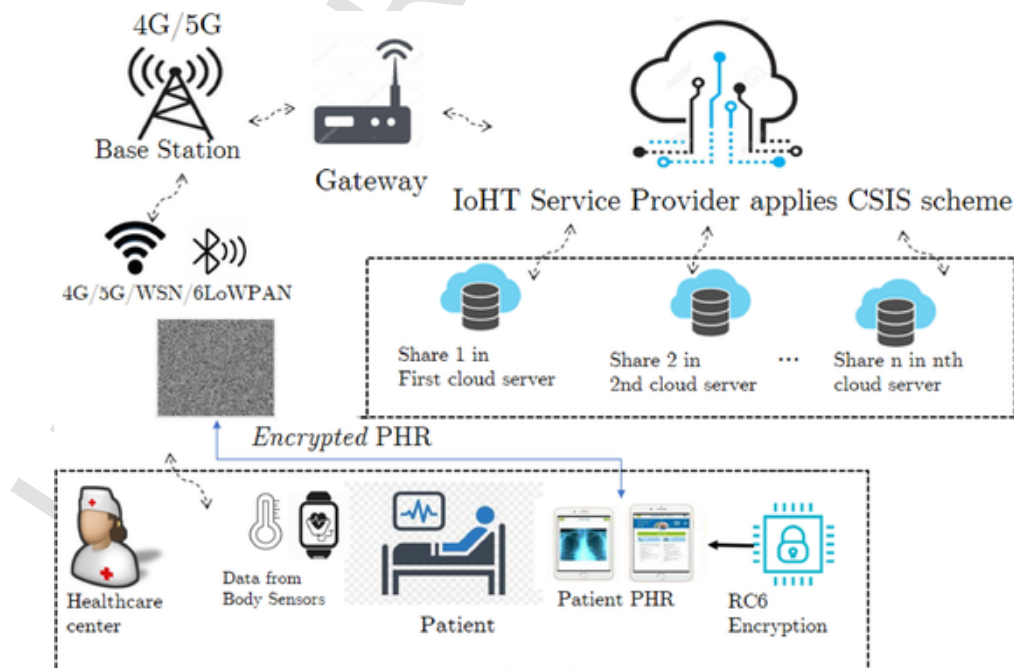 4G/5G
Base Station
Gateway
IoHT Service Provider applies CSIS scheme
4G/5G/WSN/6LoWPAN
Share 1 in
First cloud server
Share 2 in
2nd cloud server
...
Share n in nth
cloud server
Encrypted PHR
Healthcare
center
Data from
Body Sensors
Patient
Patient PHR
RC6
Encryption